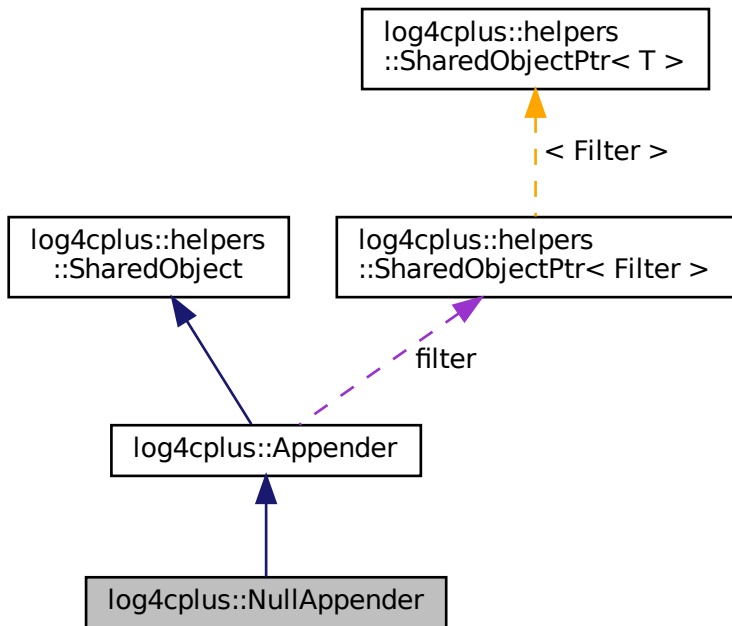 log4cplus::helpers
::SharedObjectPtr< T >
< Filter >
log4cplus::helpers
::SharedObject
log4cplus::helpers
::SharedObjectPtr< Filter >
filter
log4cplus::Appender
log4cplus::NullAppender